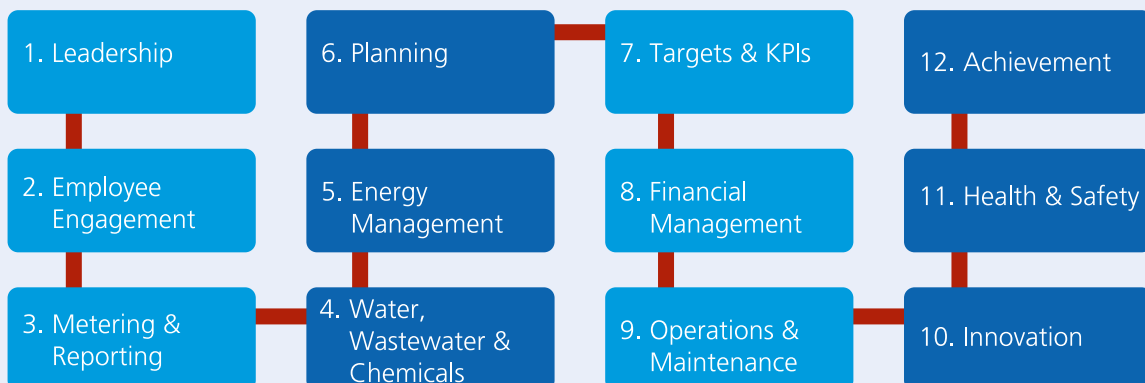 1. Leadership
2. Employee
Engagement
3. Metering &
Reporting
4. Water,
Wastewater &
Chemicals
5. Energy
Management
6. Planning
7. Targets & KPIs
8. Financial
Management
9. Operations &
Maintenance
10. Innovation
11. Health & Safety
12. Achievement